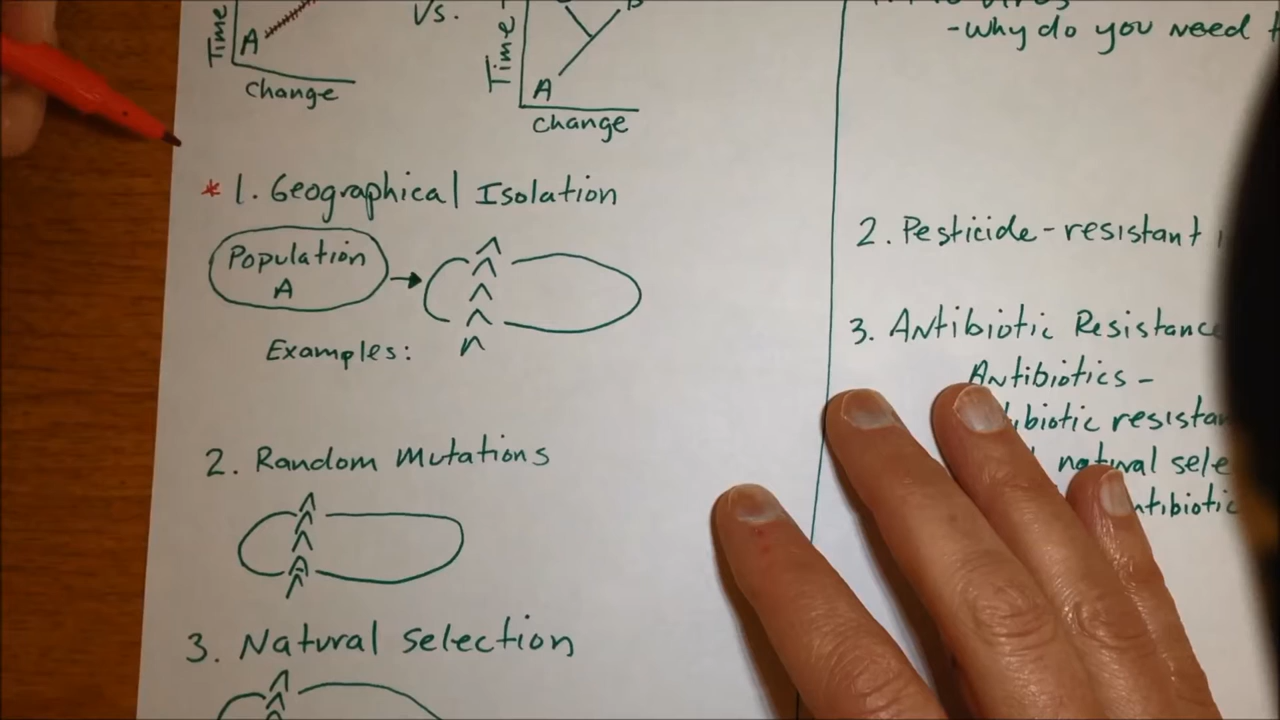 Time
A
Change
Vs.
Time
A
Change
* 1. Geographical Isolation
Population
A
Examples:
2. Random Mutations
3. Natural Selection
-Why do you need
2. Pesticide-resistant
3. Antibiotic Resistance
Antibiotics -
natural